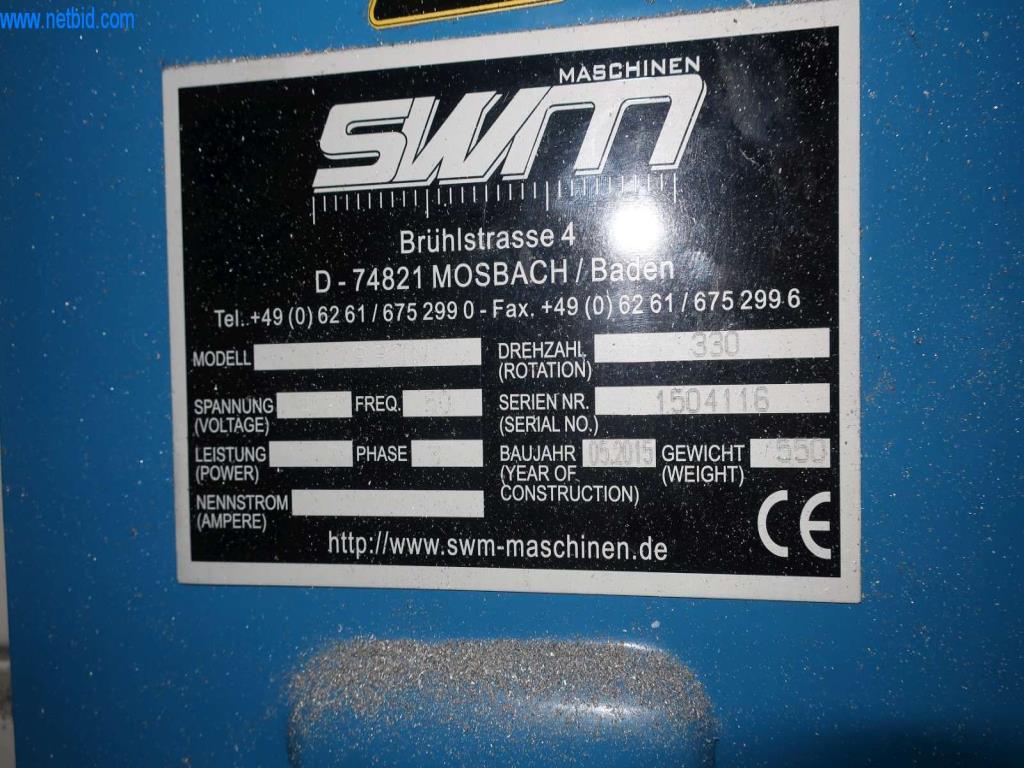 www.netbid.com
MASCHINEN
SWM
Brühlstrasse 4
D - 74821 MOSBACH / Baden
Tel. +49 (0) 62 61 / 675 299 0 - Fax. +49 (0) 62 61 / 675 299 6
MODELL DREHZAHL 330
(ROTATION)
SPANNUNG FREQ. 50 SERIEN NR. 1504116
(VOLTAGE) (SERIAL NO.)
LEISTUNG PHASE 3 BAUJAHR 05.2015 GEWICHT 550
(POWER) (YEAR OF (WEIGHT)
CONSTRUCTION)
NENNSTROM
(AMPERE)
http://www.swm-maschinen.de
CE